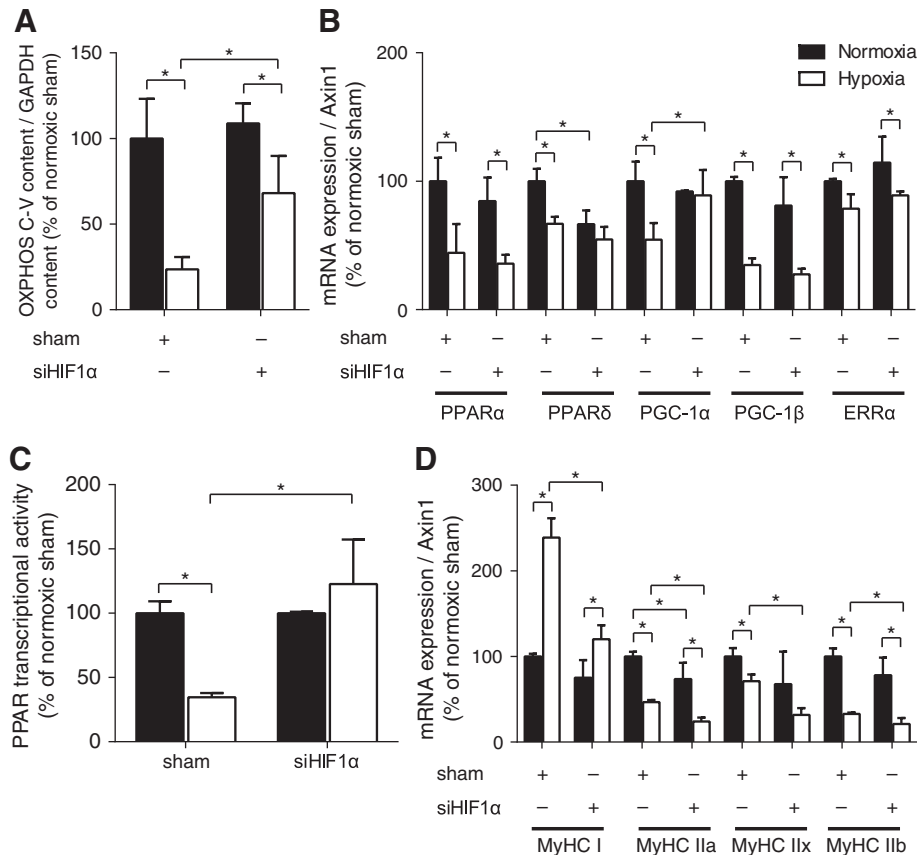 A
OXPHOS C-V content / GAPDH
content (% of normoxic sham)
150
100
50
0
*
*
*
sham + −
siHIF1α − +
B
mRNA expression / Axin1
(% of normoxic sham)
200
100
0
Normoxia
Hypoxia
* * * * * * * * * *
sham + − + − + − + − + −
siHIF1α − + − + − + − + − +
PPARα PPARδ PGC-1α PGC-1β ERRα
C
PPAR transcriptional activity
(% of normoxic sham)
200
150
100
50
0
*
*
sham siHIF1α
D
mRNA expression / Axin1
(% of normoxic sham)
300
200
100
0
* * * * * * * * * * * *
sham + − + − + − + −
siHIF1α − + − + − + − +
MyHC I MyHC IIa MyHC IIx MyHC IIb